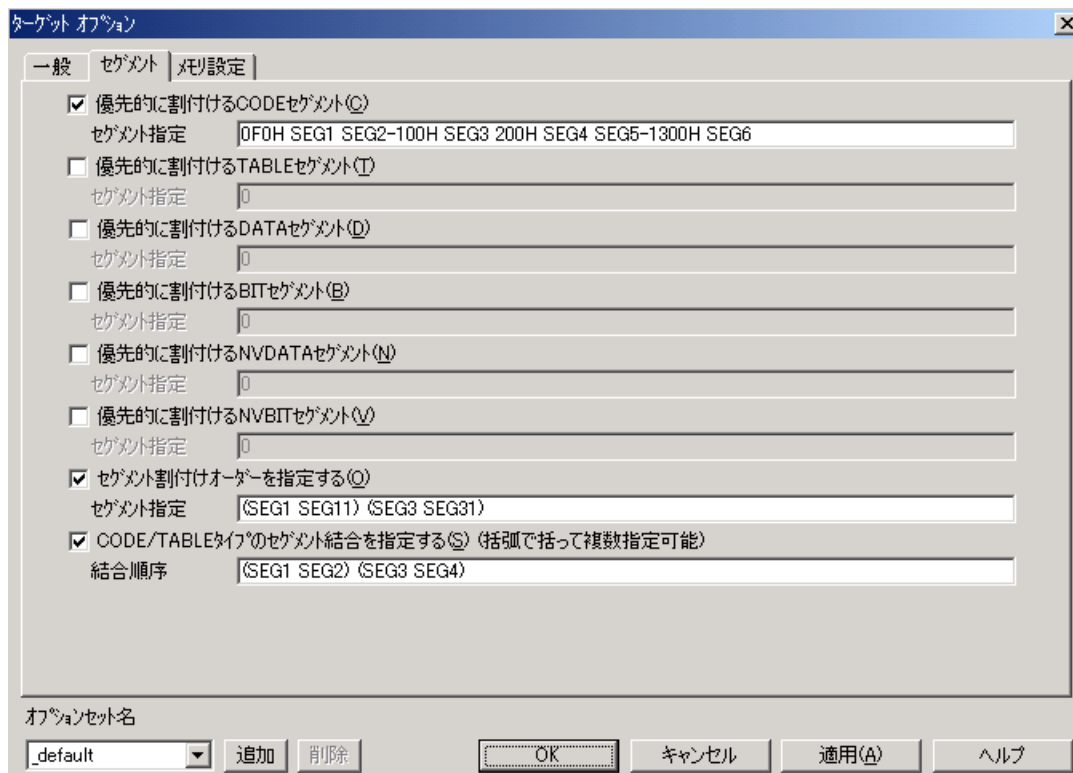 ターゲット オプション
一般 セグメント メモリ設定
優先的に割付けるCODEセグメント(C)
セグメント指定 0F0H SEG1 SEG2-100H SEG3 200H SEG4 SEG5-1300H SEG6
優先的に割付けるTABLEセグメント(T)
セグメント指定 0
優先的に割付けるDATAセグメント(D)
セグメント指定 0
優先的に割付けるBITセグメント(B)
セグメント指定 0
優先的に割付けるNVDATAセグメント(N)
セグメント指定 0
優先的に割付けるNVBITセグメント(V)
セグメント指定 0
セグメント割付けオーダーを指定する(O)
セグメント指定 (SEG1 SEG11) (SEG3 SEG31)
CODE/TABLEタイプのセグメント結合を指定する(S) (括弧で括って複数指定可能)
結合順序 (SEG1 SEG2) (SEG3 SEG4)
オプションセット名
_default 追加 削除 OK キャンセル 適用(A) ヘルプ